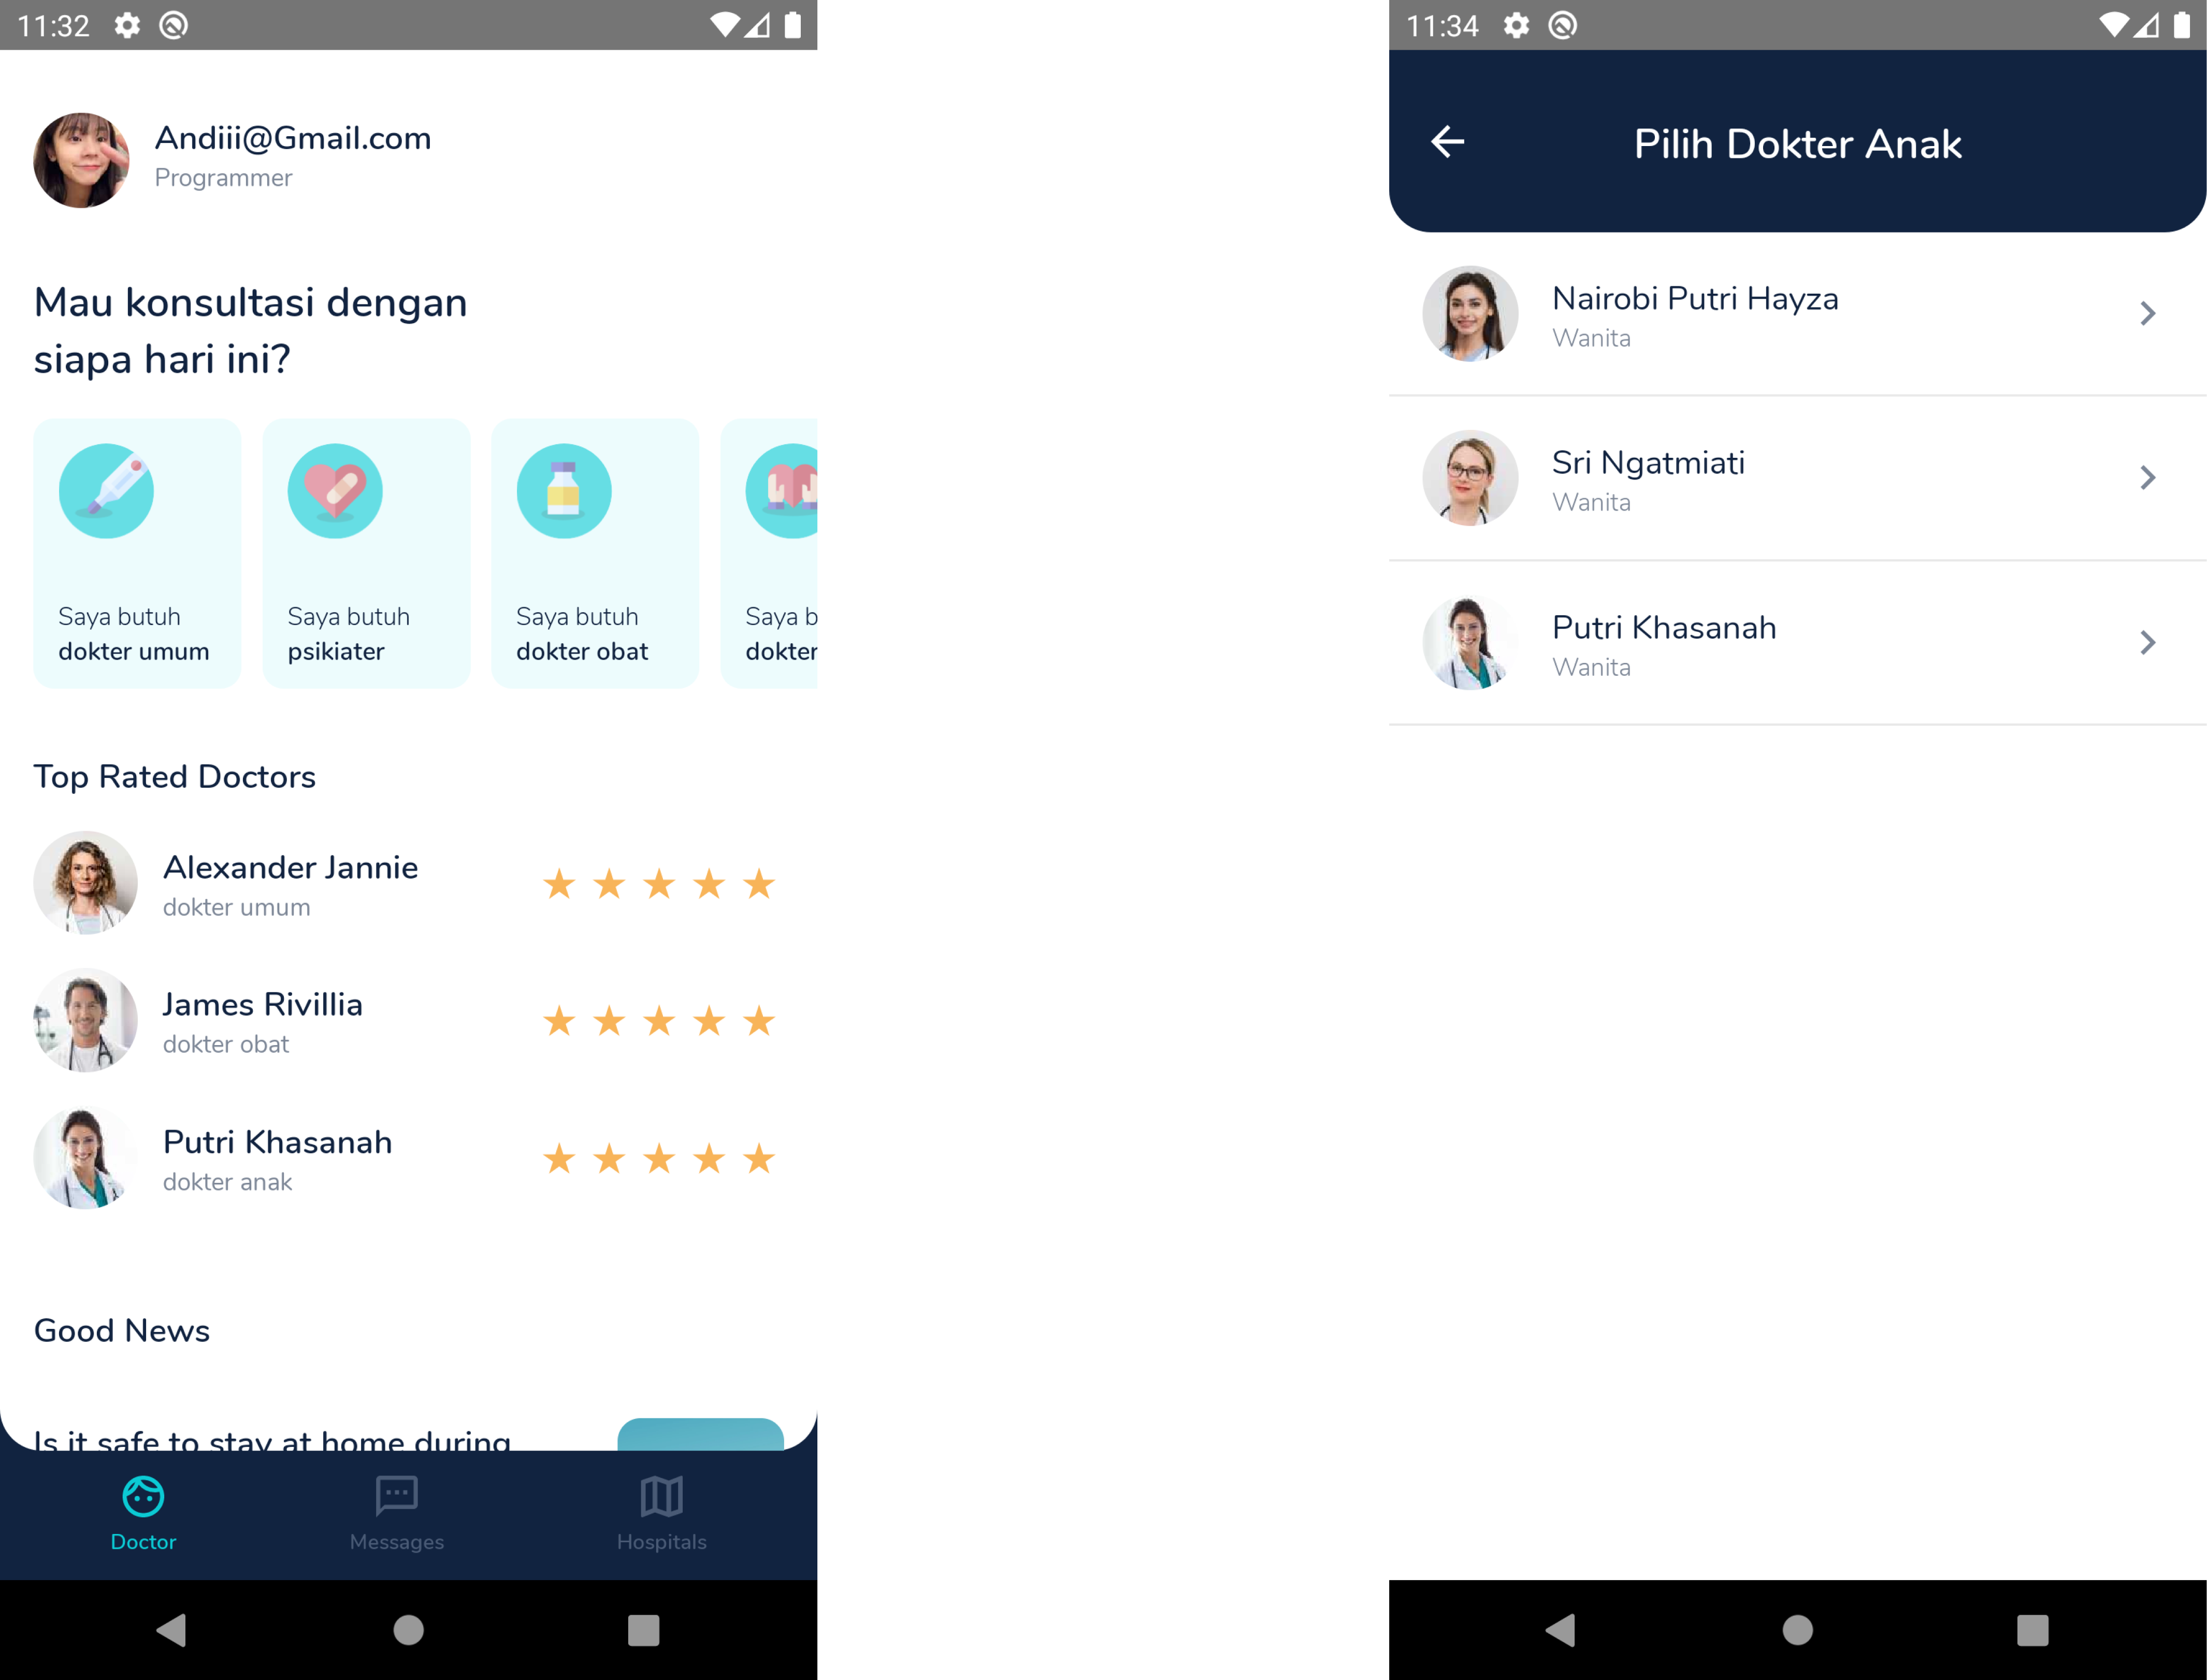 11:32
Andiii@Gmail.com
Programmer
Mau konsultasi dengan
siapa hari ini?
Saya butuh
dokter umum
Saya butuh
psikiater
Saya butuh
dokter obat
Saya b
dokter
Top Rated Doctors
Alexander Jannie
dokter umum
James Rivillia
dokter obat
Putri Khasanah
dokter anak
Good News
Is it safe to stay at home during
Doctor
Messages
Hospitals
11:34
Pilih Dokter Anak
Nairobi Putri Hayza
Wanita
Sri Ngatmiati
Wanita
Putri Khasanah
Wanita